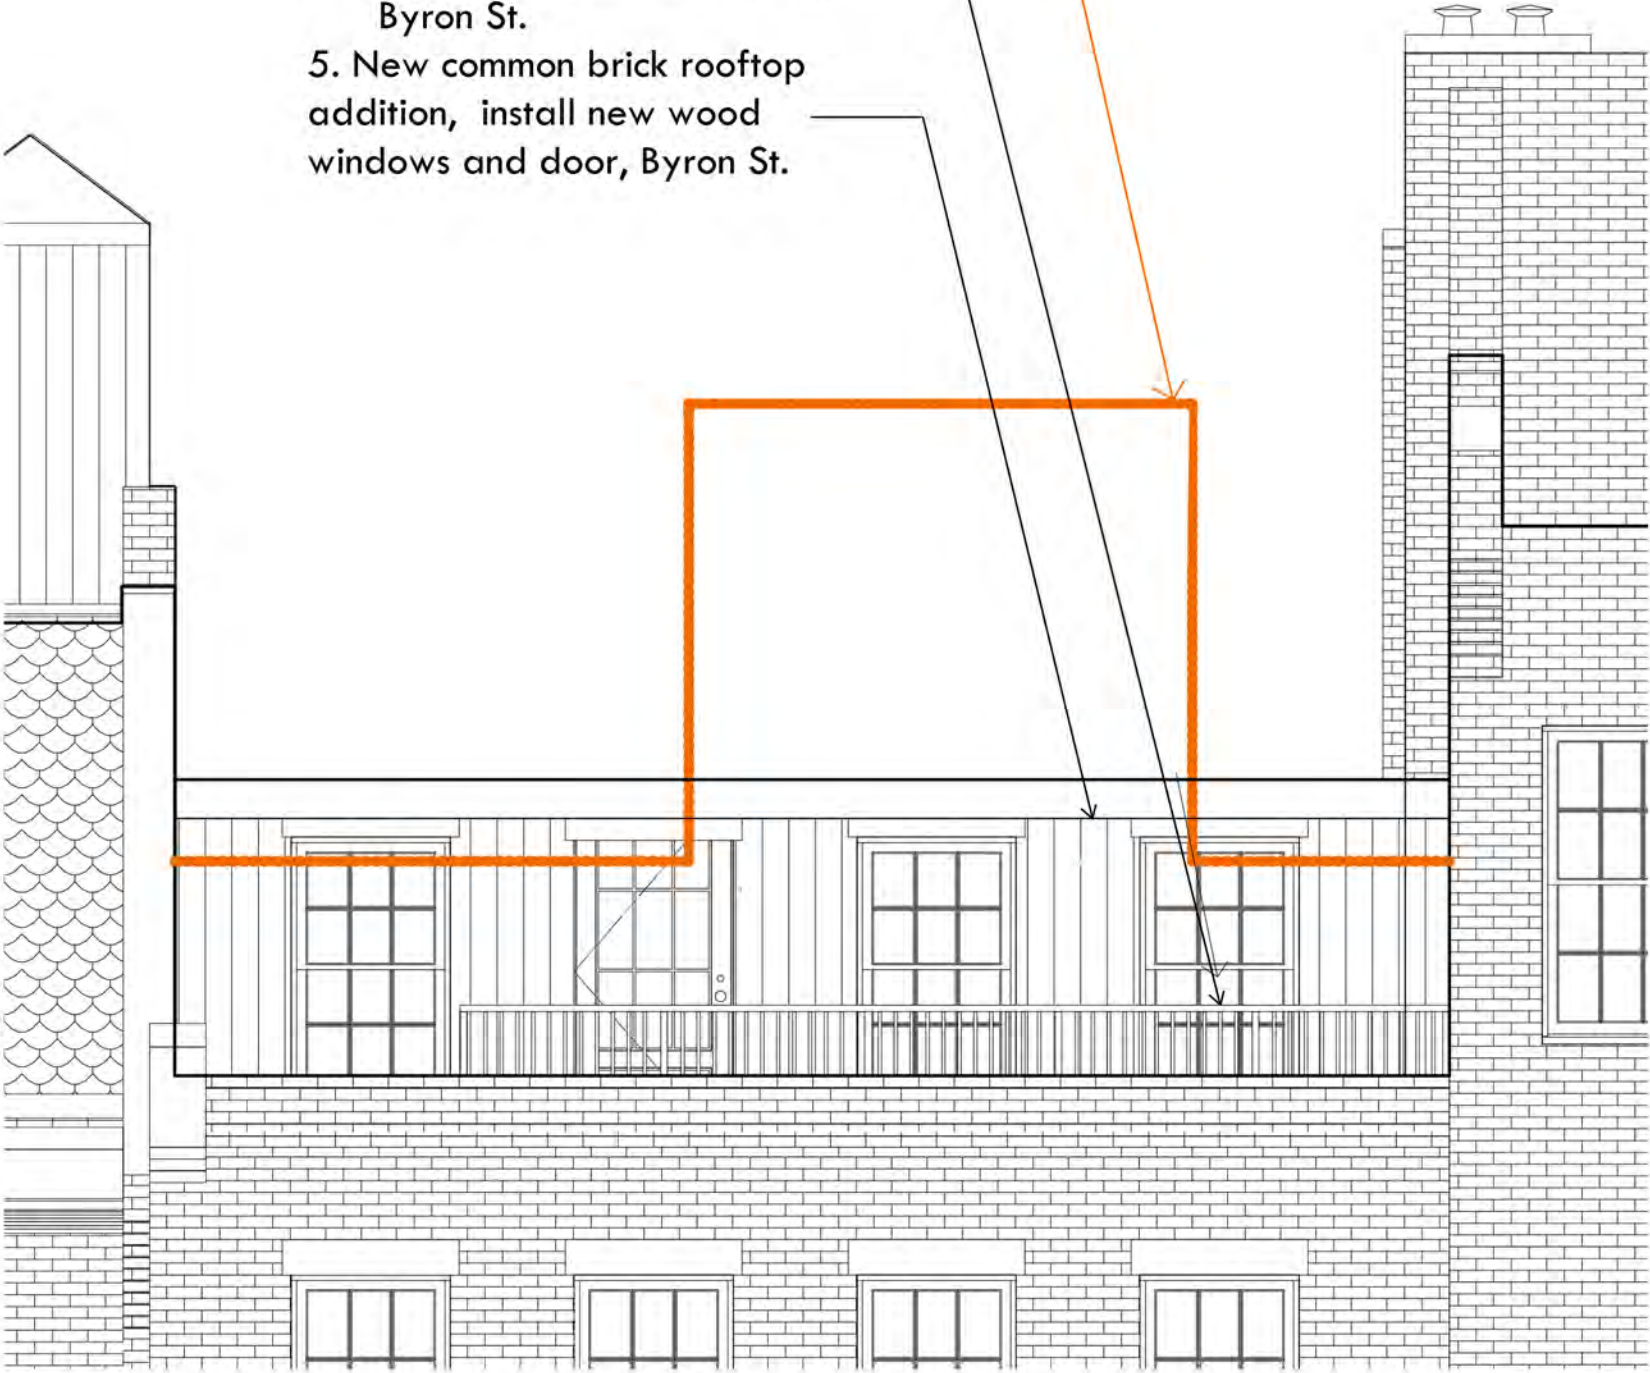 Byron St.
5. New common brick rooftop
addition, install new wood
windows and door, Byron St.